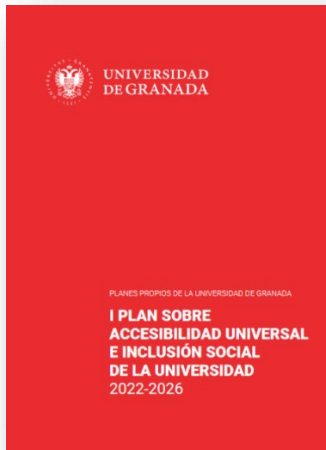 UNIVERSIDAD
DE GRANADA
PLANES PROPIOS DE LA UNIVERSIDAD DE GRANADA
I PLAN SOBRE
ACCESIBILIDAD UNIVERSAL
E INCLUSIÓN SOCIAL
DE LA UNIVERSIDAD
2022-2026